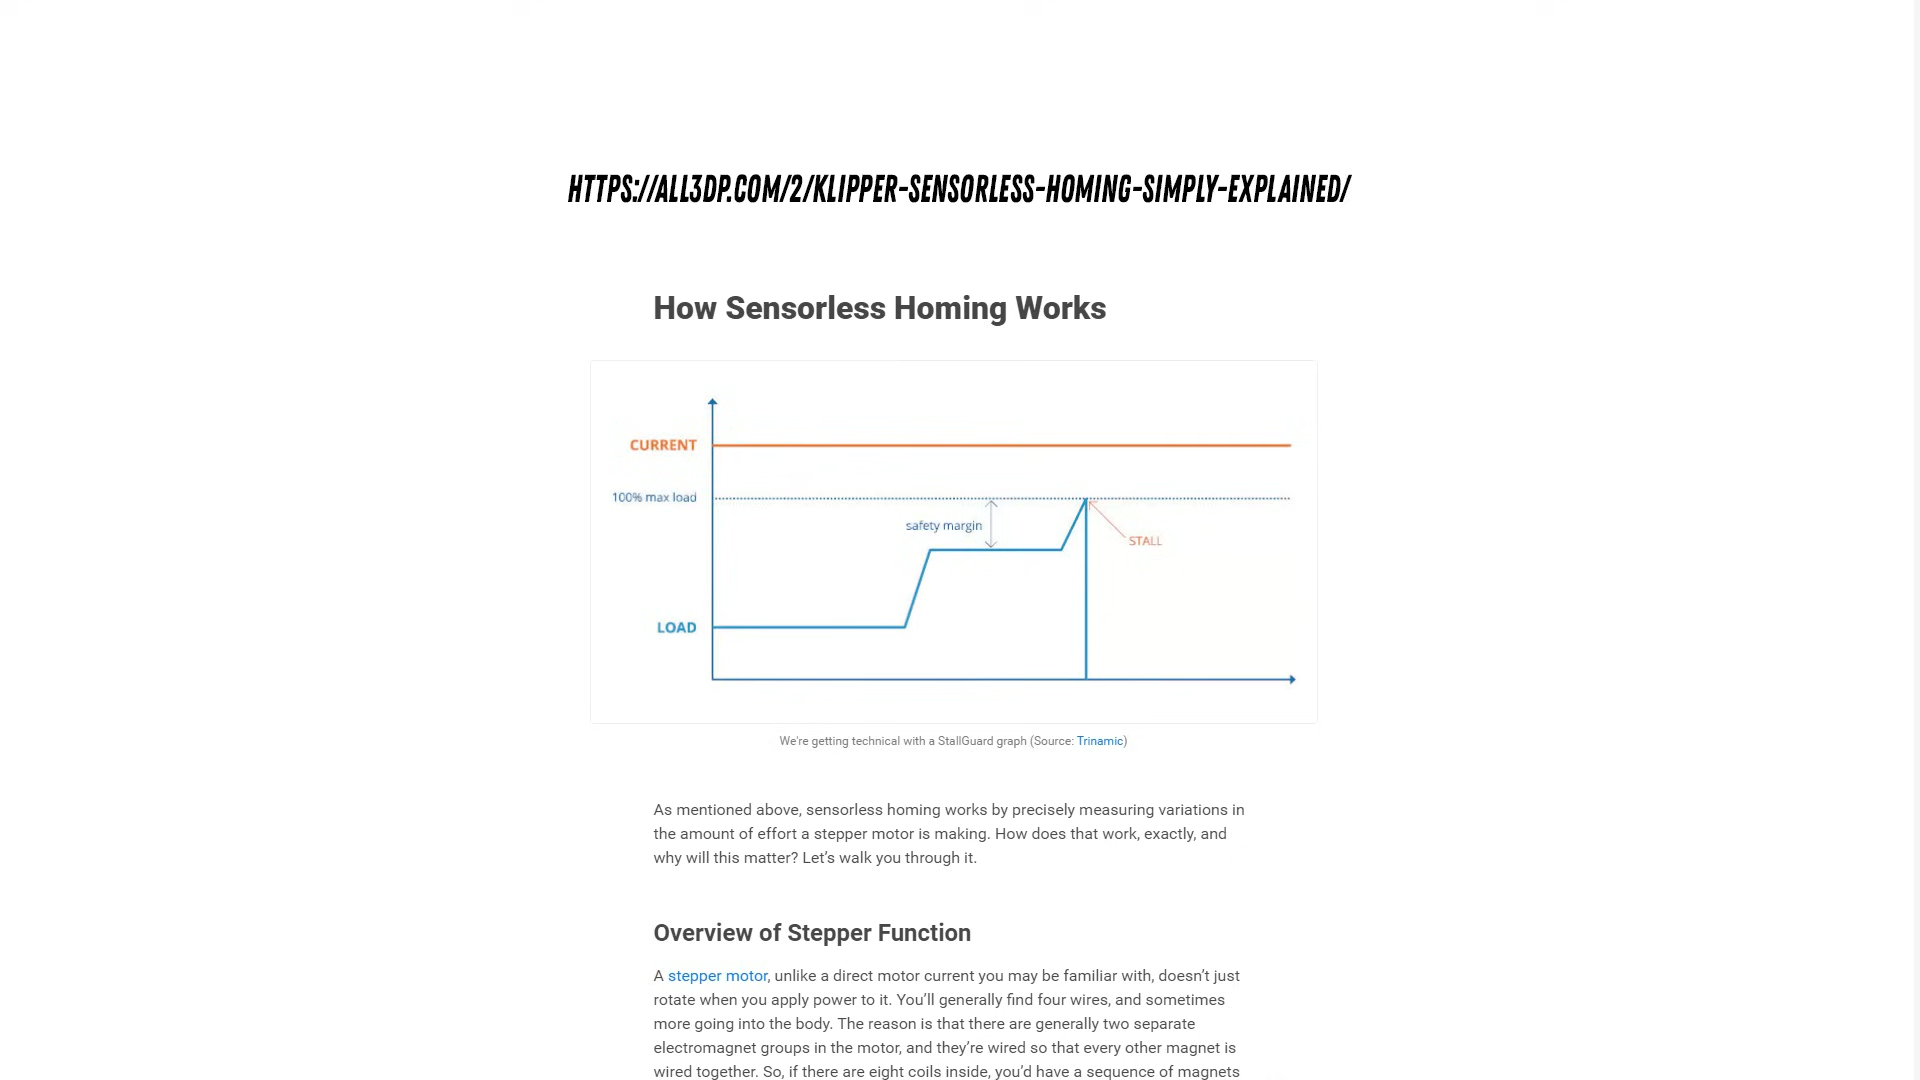 HTTPS://ALL3DP.COM/2/KLIPPER-SENSORLESS-HOMING-SIMPLY-EXPLAINED/
How Sensorless Homing Works
CURRENT
100% max load
safety margin
STALL
LOAD
We're getting technical with a StallGuard graph (Source: Trinamic)
As mentioned above, sensorless homing works by precisely measuring variations in
the amount of effort a stepper motor is making. How does that work, exactly, and
why will this matter? Let’s walk you through it.
Overview of Stepper Function
A stepper motor, unlike a direct motor current you may be familiar with, doesn’t just
rotate when you apply power to it. You’ll generally find four wires, and sometimes
more going into the body. The reason is that there are generally two separate
electromagnet groups in the motor, and they’re wired so that every other magnet is
wired together. So, if there are eight coils inside, you’d have a sequence of magnets